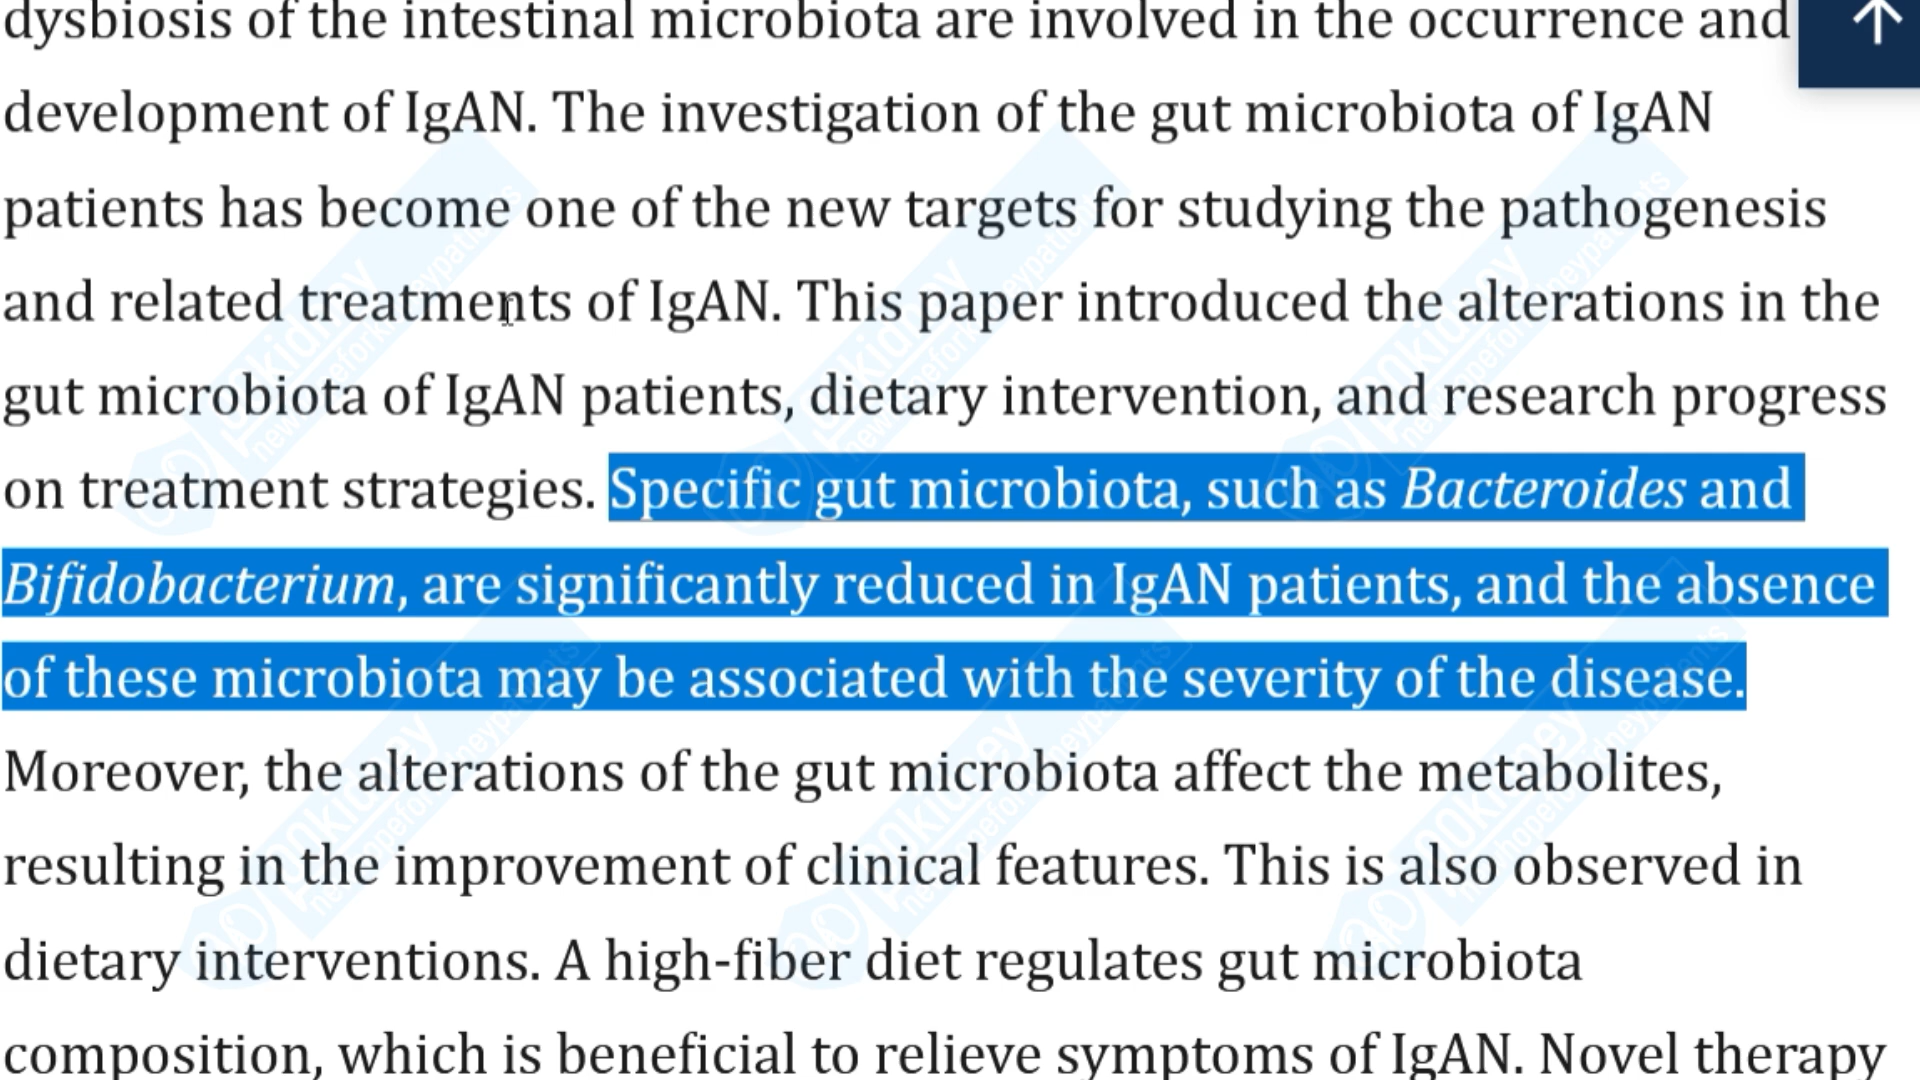 dysbiosis of the intestinal microbiota are involved in the occurrence and
development of IgAN. The investigation of the gut microbiota of IgAN
patients has become one of the new targets for studying the pathogenesis
and related treatments of IgAN. This paper introduced the alterations in the
gut microbiota of IgAN patients, dietary intervention, and research progress
on treatment strategies. Specific gut microbiota, such as Bacteroides and
Bifidobacterium, are significantly reduced in IgAN patients, and the absence
of these microbiota may be associated with the severity of the disease.
Moreover, the alterations of the gut microbiota affect the metabolites,
resulting in the improvement of clinical features. This is also observed in
dietary interventions. A high-fiber diet regulates gut microbiota
composition, which is beneficial to relieve symptoms of IgAN. Novel therapy